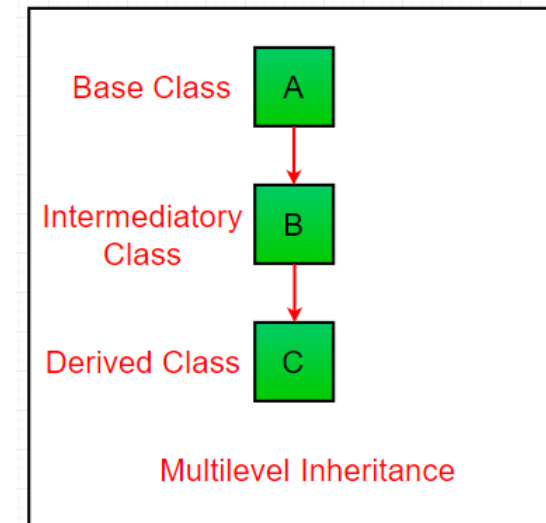 Base Class A
Intermediatory
Class
B
Derived Class C
Multilevel Inheritance